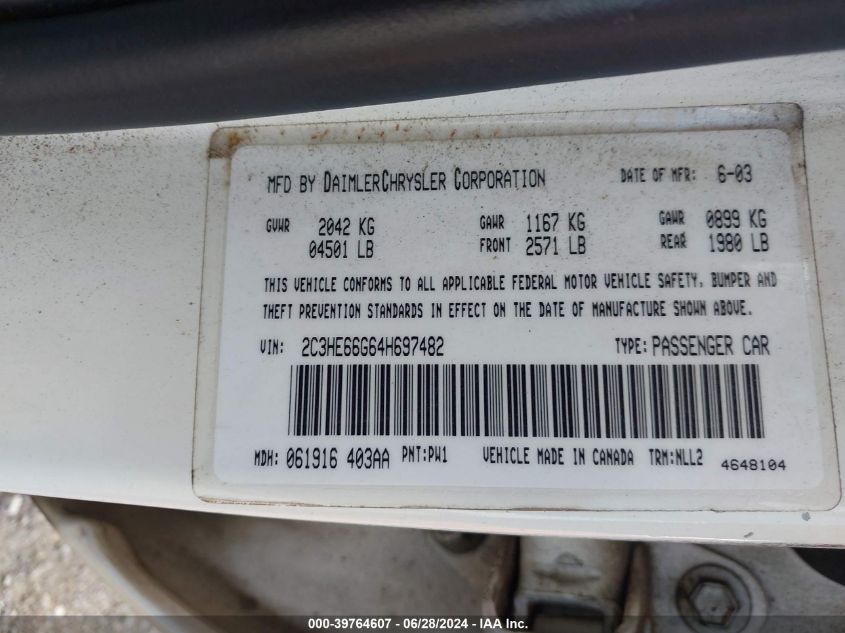 MFD BY DAIMLERCHRYSLER CORPORATION DATE OF MFR: 6-03
GVWR 2042 KG GAWR 1167 KG GAWR 0899 KG
04501 LB FRONT 2571 LB REAR 1980 LB
THIS VEHICLE CONFORMS TO ALL APPLICABLE FEDERAL MOTOR VEHICLE SAFETY, BUMPER AND
THEFT PREVENTION STANDARDS IN EFFECT ON THE DATE OF MANUFACTURE SHOWN ABOVE.
VIN: 2C3HE66G64H697482 TYPE: PASSENGER CAR
MDH: 061916 403AA PNT: PW1 VEHICLE MADE IN CANADA TRM: NLL2 4648104
000-39764607 / 06/28/2024 / IAA Inc.